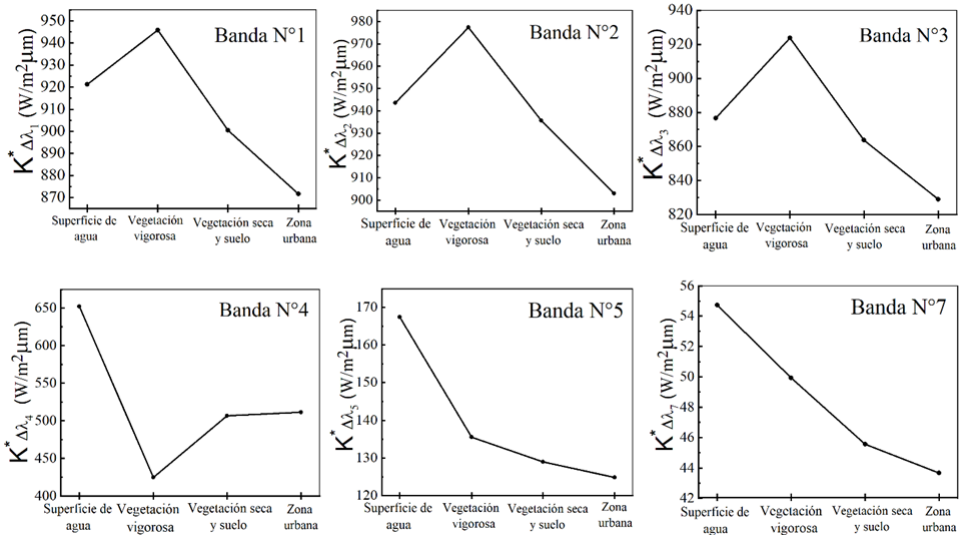 950
940
930
920
910
900
890
880
870
K*Δλ1 (W/m²μm)
Banda N°1
Superficie de
agua
Vegetación
vigorosa
Vegetación seca
y suelo
Zona
urbana
980
970
960
950
940
930
920
910
900
K*Δλ2 (W/m²μm)
Banda N°2
Superficie de
agua
Vegetación
vigorosa
Vegetación seca
y suelo
Zona
urbana
920
900
880
860
840
820
K*Δλ3 (W/m²μm)
Banda N°3
Superficie de
agua
Vegetación
vigorosa
Vegetación seca
y suelo
Zona
urbana
650
600
550
500
450
400
K*Δλ4 (W/m²μm)
Banda N°4
Superficie de
agua
Vegetación
vigorosa
Vegetación seca
y suelo
Zona
urbana
170
160
150
140
130
120
K*Δλ5 (W/m²μm)
Banda N°5
Superficie de
agua
Vegetación
vigorosa
Vegetación seca
y suelo
Zona
urbana
56
54
52
50
48
46
44
42
K*Δλ7 (W/m²μm)
Banda N°7
Superficie de
agua
Vegetación
vigorosa
Vegetación seca
y suelo
Zona
urbana